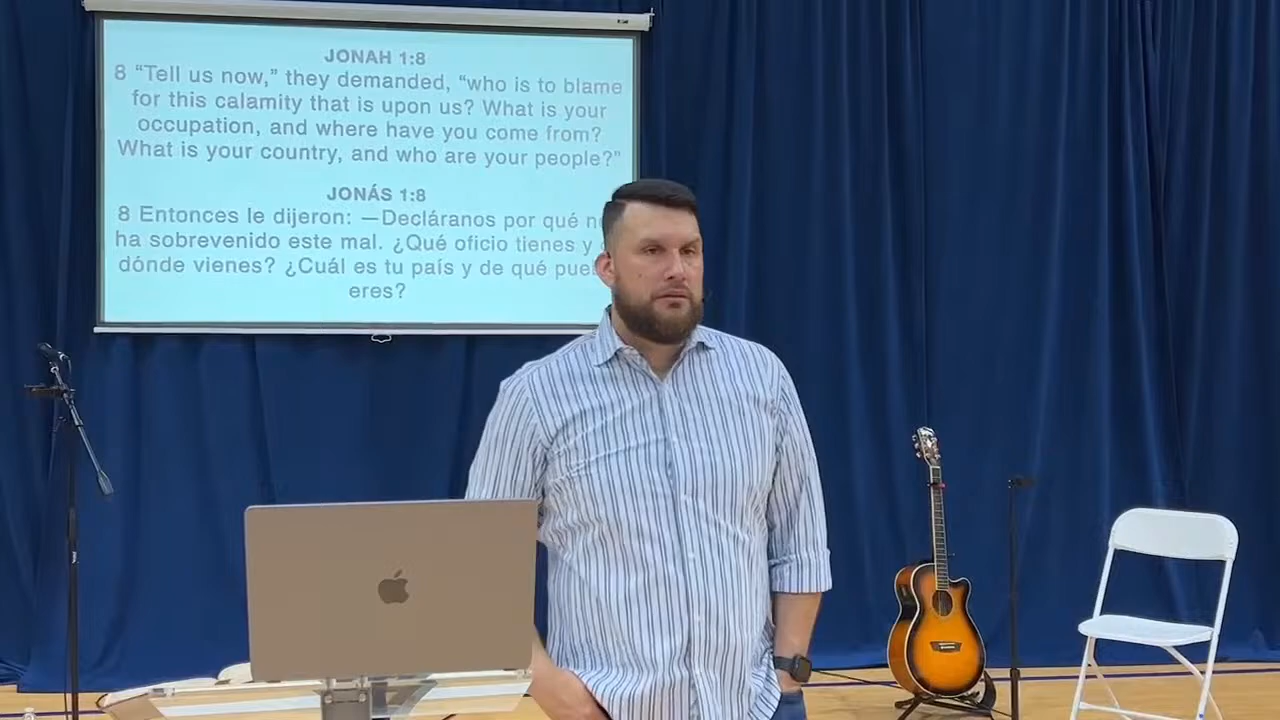 JONAH 1:8
8 “Tell us now,” they demanded, “who is to blame
for this calamity that is upon us? What is your
occupation, and where have you come from?
What is your country, and who are your people?”
JONÁS 1:8
8 Entonces le dijeron: —Decláranos por qué
ha sobrevenido este mal. ¿Qué oficio tienes y
dónde vienes? ¿Cuál es tu país y de qué
eres?